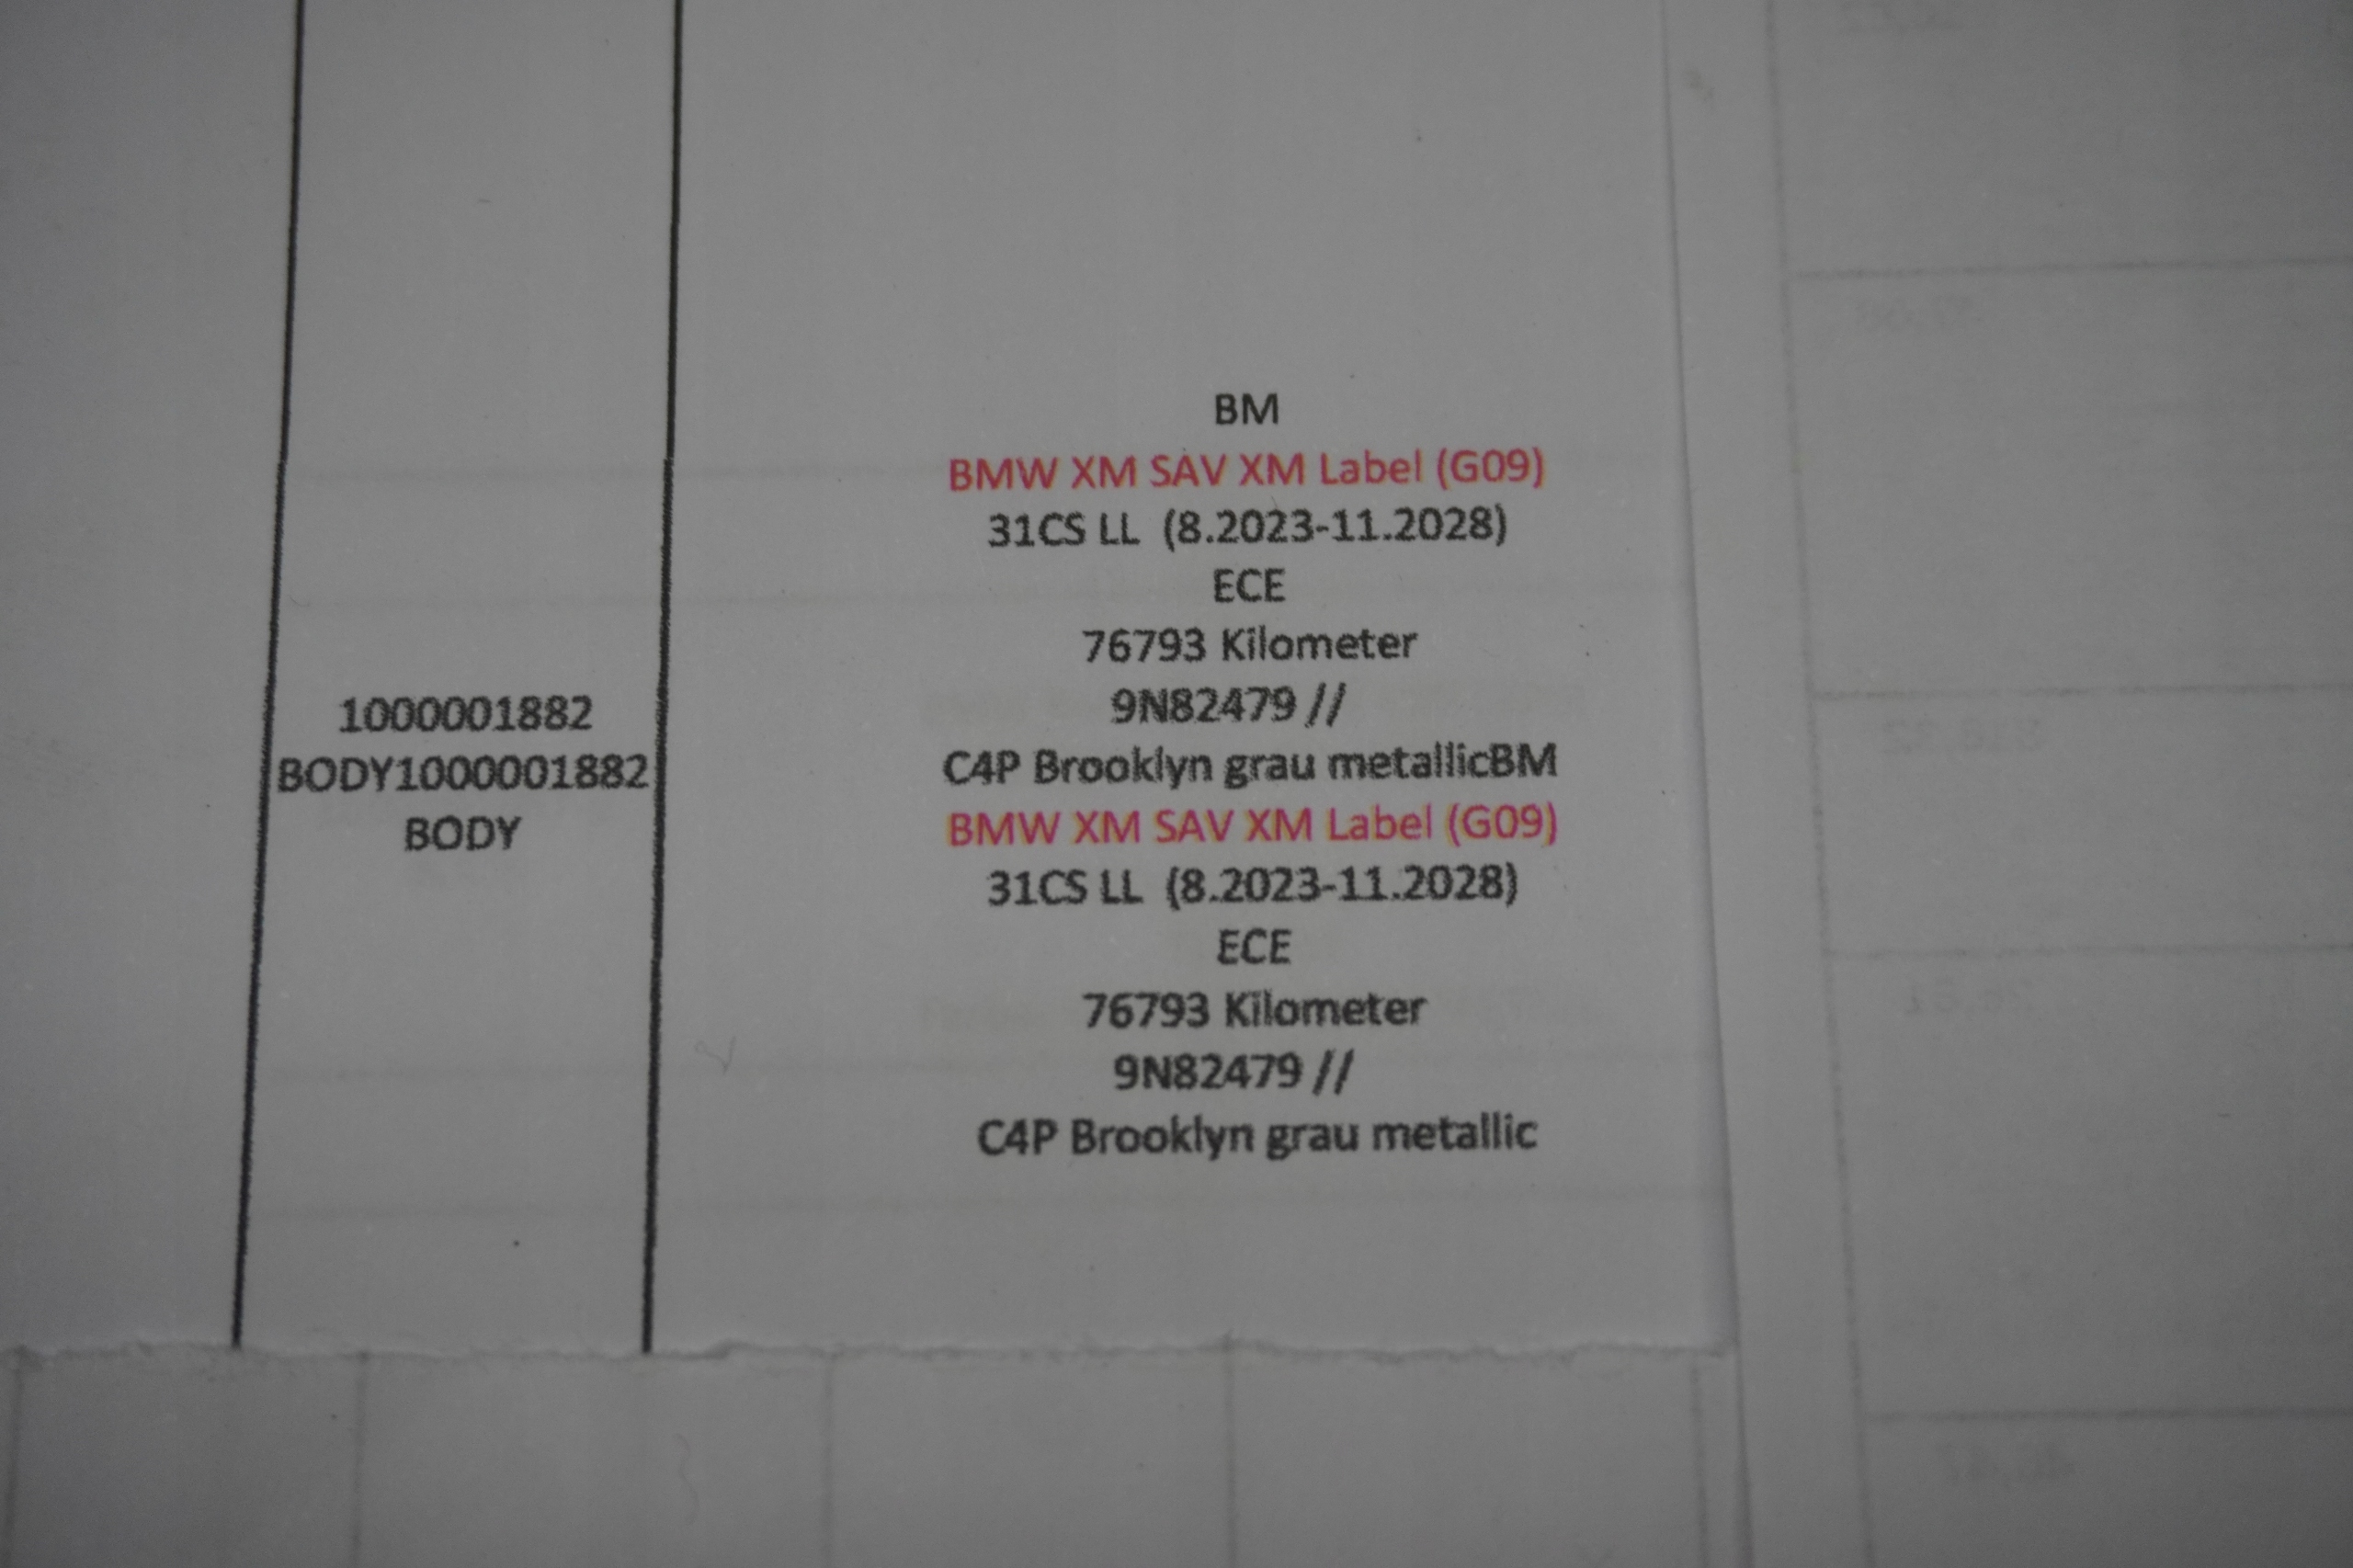 1000001882
BODY1000001882
BODY
BM
BMW XM SAV XM Label (G09)
31CS LL (8.2023-11.2028)
ECE
76793 Kilometer
9N82479 //
C4P Brooklyn grau metallicBM
BMW XM SAV XM Label (G09)
31CS LL (8.2023-11.2028)
ECE
76793 Kilometer
9N82479 //
C4P Brooklyn grau metallic